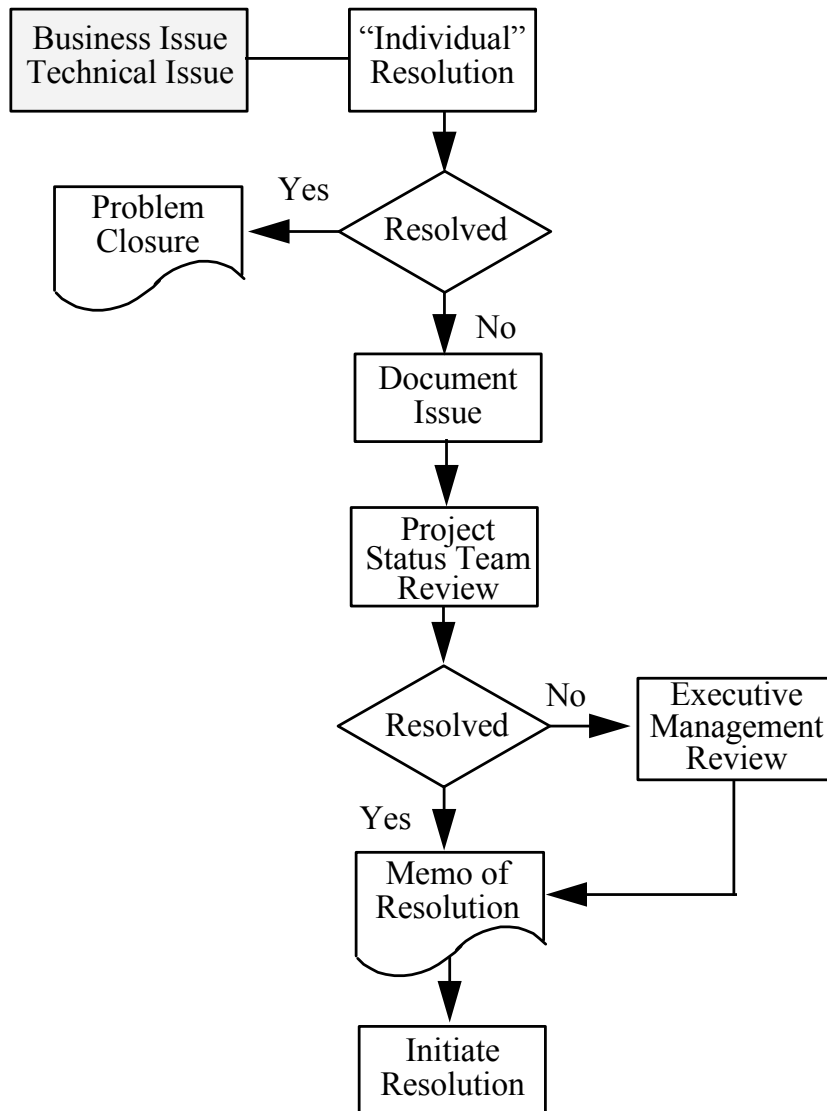 Business Issue
Technical Issue
“Individual”
Resolution
Yes
Problem
Closure
Resolved
No
Document
Issue
Project
Status Team
Review
Resolved
No
Executive
Management
Review
Yes
Memo of
Resolution
Initiate
Resolution